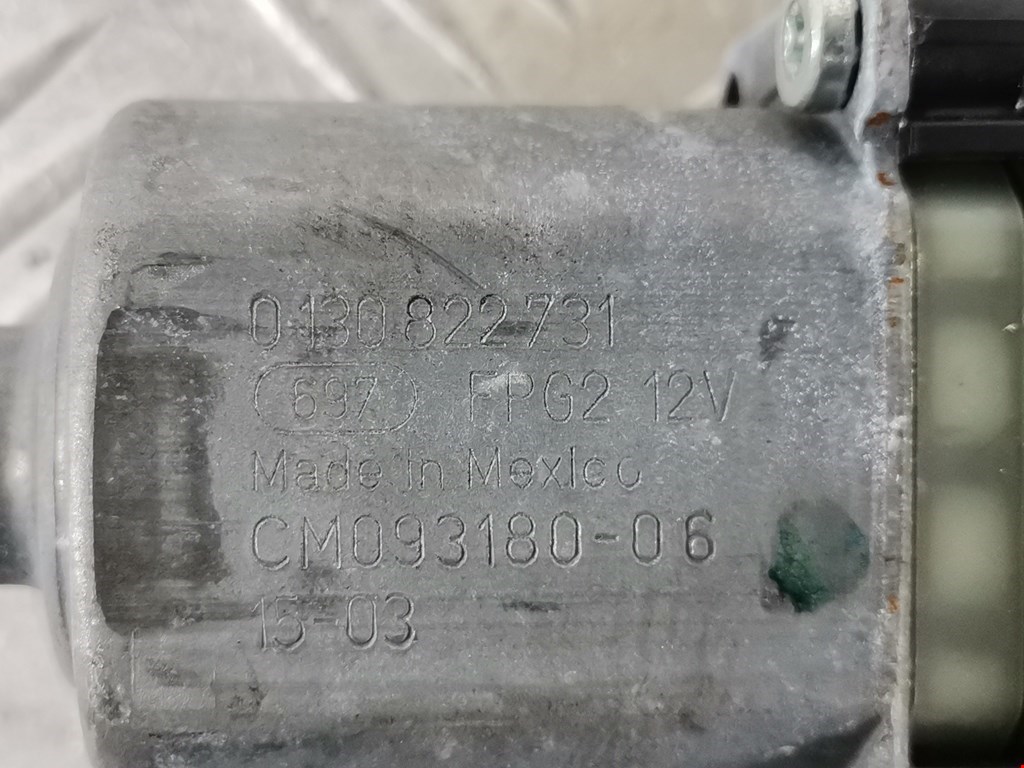 0 130 822 731
697 FPG2 12V
Made in Mexico
CM093180-06
15-03